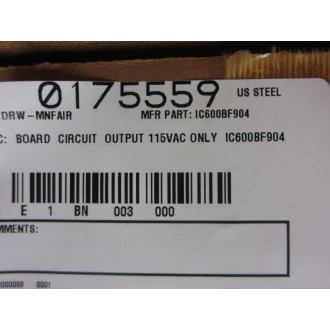 0175559 US STEEL
DRW-MNFAIR MFR PART: IC600BF904
C: BOARD CIRCUIT OUTPUT 115VAC ONLY IC600BF904
E 1 BN 003 000
MMENTS:
0000009 0001